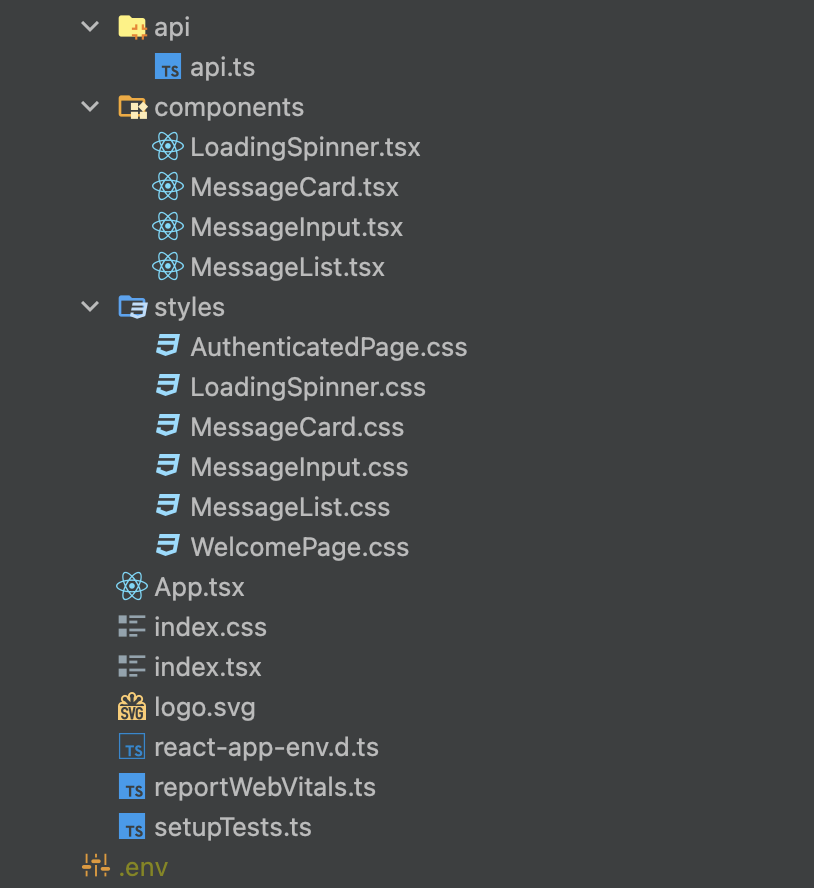 api
TS api.ts
components
LoadingSpinner.tsx
MessageCard.tsx
MessageInput.tsx
MessageList.tsx
styles
AuthenticatedPage.css
LoadingSpinner.css
MessageCard.css
MessageInput.css
MessageList.css
WelcomePage.css
App.tsx
index.css
index.tsx
SVG logo.svg
TS react-app-env.d.ts
TS reportWebVitals.ts
TS setupTests.ts
.env